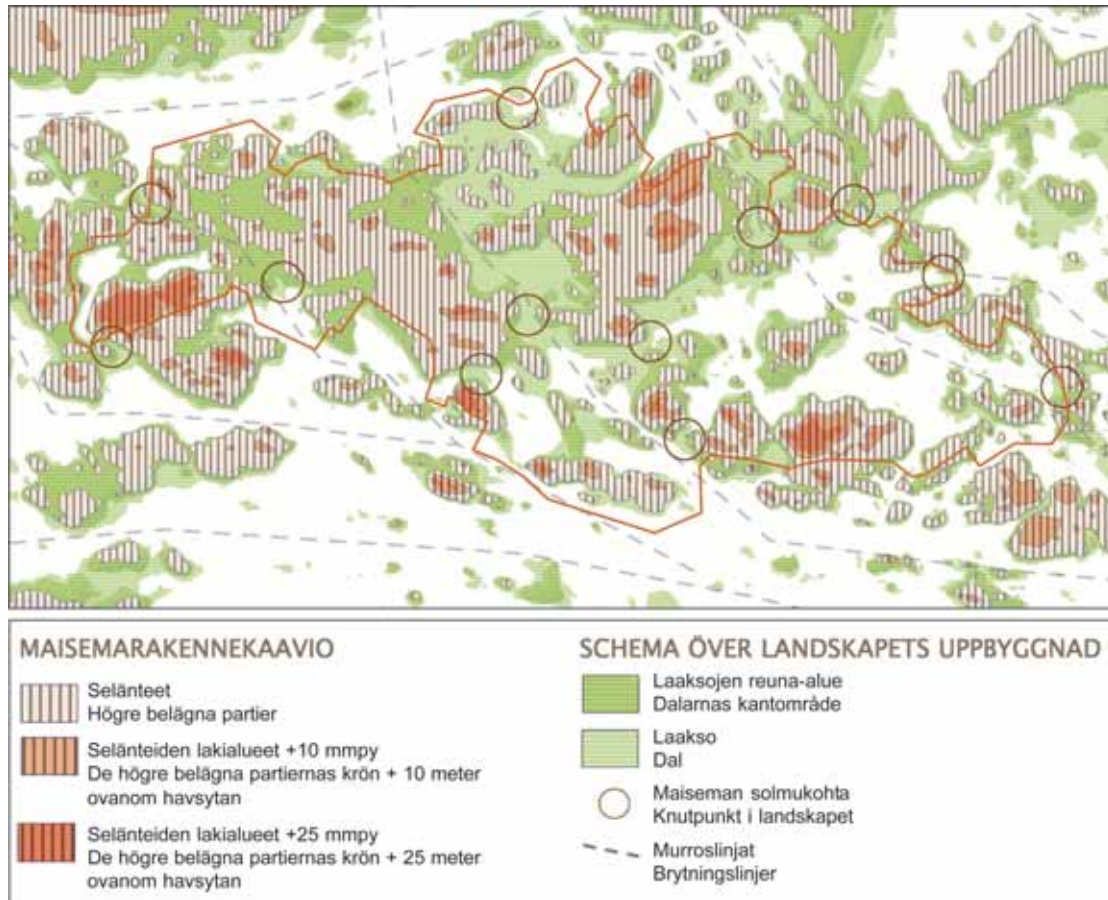 MAISEMARAKENNEKAAVIO
Selänteet
Högre belägna partier
Selänteiden lakialueet +10 mmpy
De högre belägna partiernas krön + 10 meter
ovanom havsytan
Selänteiden lakialueet +25 mmpy
De högre belägna partiernas krön + 25 meter
ovanom havsytan
SCHEMA ÖVER LANDSKAPETS UPPBYGGNAD
Laaksojen reuna-alue
Dalarnas kantområde
Laakso
Dal
Maiseman solmukohta
Knutpunkt i landskapet
Murroslinjat
Brytningslinjer